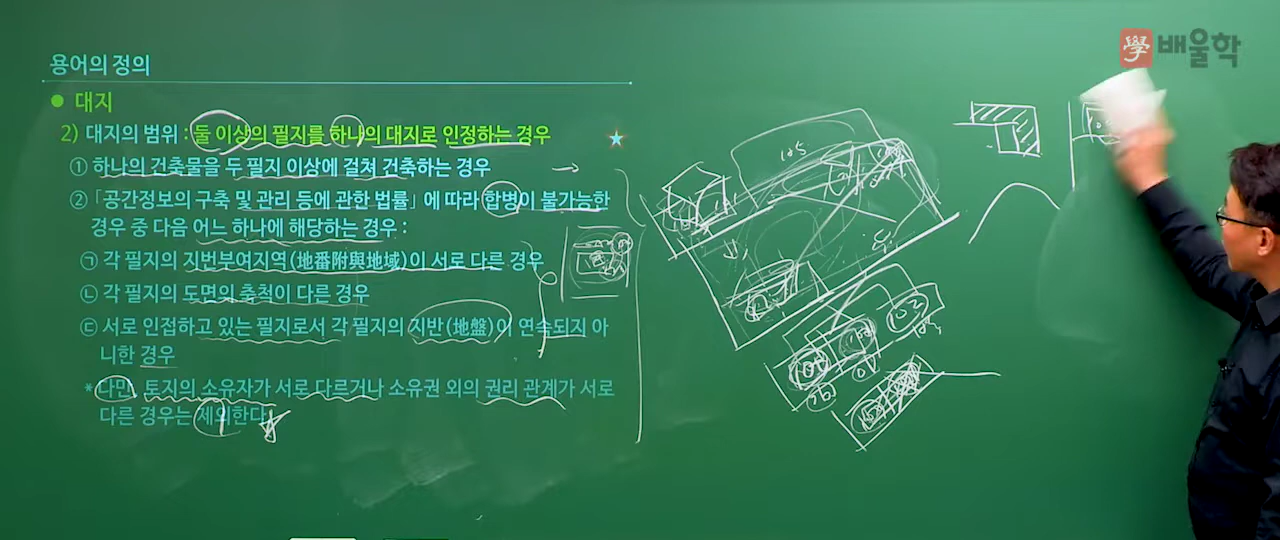 學 배울학
용어의 정의
● 대지
2) 대지의 범위 : 둘 이상의 필지를 하나의 대지로 인정하는 경우
① 하나의 건축물을 두 필지 이상에 걸쳐 건축하는 경우
② 「공간정보의 구축 및 관리 등에 관한 법률」에 따라 합병이 불가능한
경우 중 다음 어느 하나에 해당하는 경우 :
㉠ 각 필지의 지번부여지역(地番附與地域)이 서로 다른 경우
㉡ 각 필지의 도면의 축척이 다른 경우
㉢ 서로 인접하고 있는 필지로서 각 필지의 지반(地盤)이 연속되지 아
니한 경우
* 다만, 토지의 소유자가 서로 다르거나 소유권 외의 권리 관계가 서로
다른 경우는 제외한다.